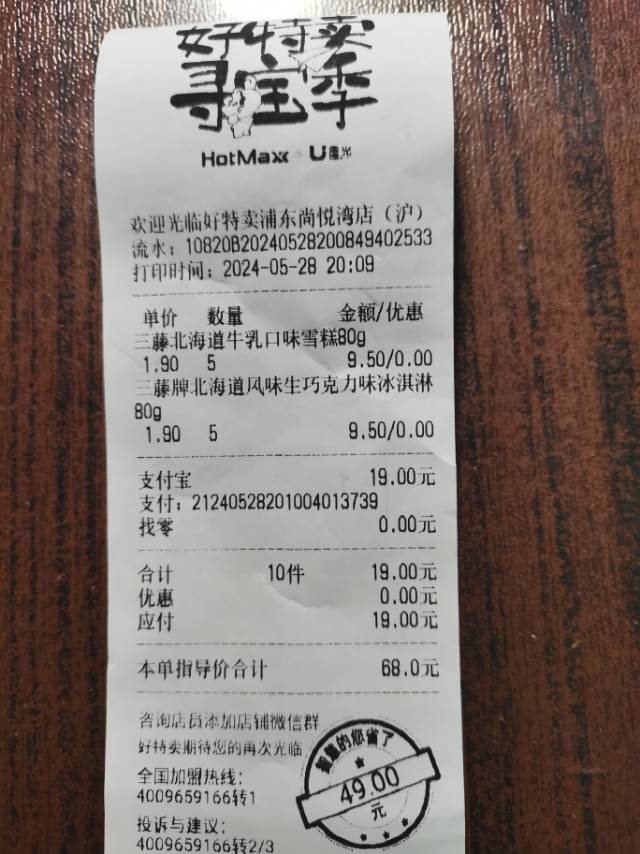 好特卖
寻宝季
HotMaxx × U星光
欢迎光临好特卖浦东尚悦湾店（沪）
流水：10820B20240528200849402533
打印时间：2024-05-28 20:09
单价 数量 金额/优惠
三藤北海道牛乳口味雪糕80g
1.90 5 9.50/0.00
三藤牌北海道风味生巧克力味冰淇淋
80g
1.90 5 9.50/0.00
支付宝 19.00元
支付：212405282010040137​39
找零 0.00元
合计 10件 19.00元
优惠 0.00元
应付 19.00元
本单指导价合计 68.0元
咨询店员添加店铺微信群
好特卖期待您的再次光临
全国加盟热线：
4009659166转1
投诉与建议：
4009659166转2/3
的您省了
49.00
元